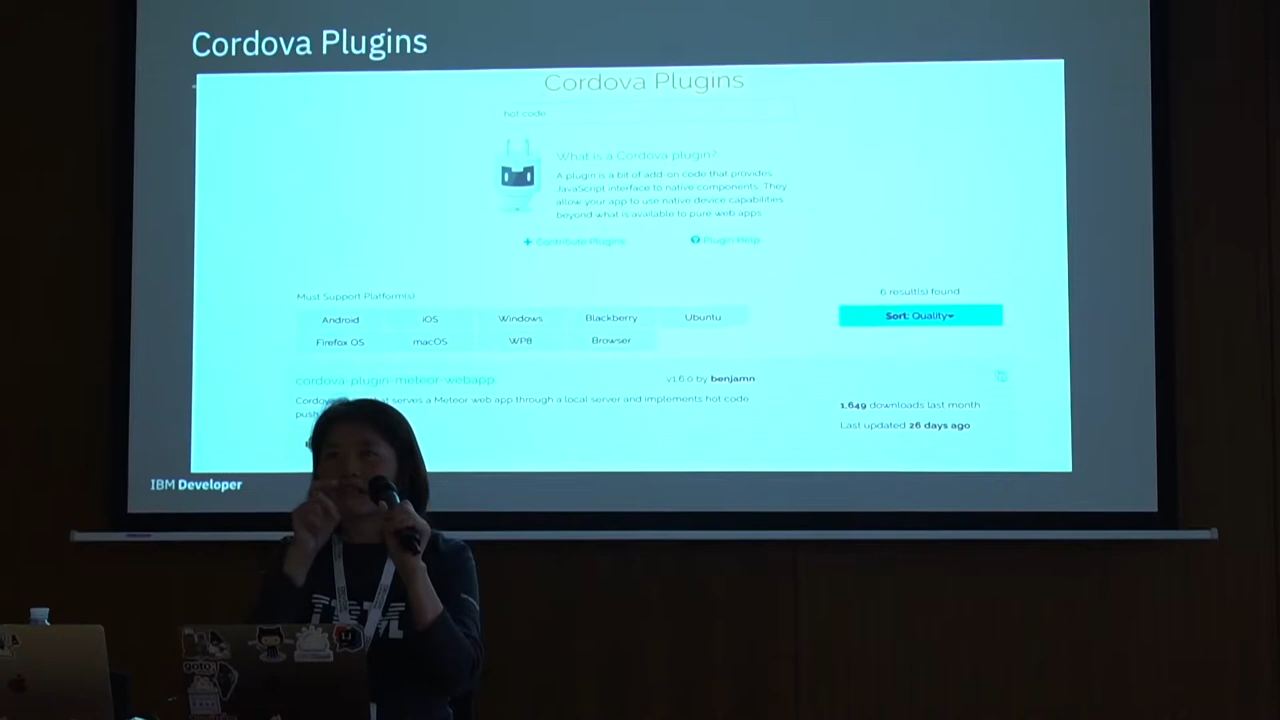 Cordova Plugins
Cordova Plugins
hot code
What is a Cordova plugin?
A plugin is a bit of add-on code that provides
JavaScript interface to native components. They
allow your app to use native device capabilities
beyond what is available to pure web apps.
Contribute Plugins
Plugin Help
Must Support Platform(s)
6 result(s) found
Android iOS Windows Blackberry Ubuntu
Sort: Quality
Firefox OS macOS WP8 Browser
cordova-plugin-meteor-webapp
v1.6.0 by benjamn
serves a Meteor web app through a local server and implements hot code
push
1,649 downloads last month
Last updated 26 days ago
IBM Developer
IBM
goto;